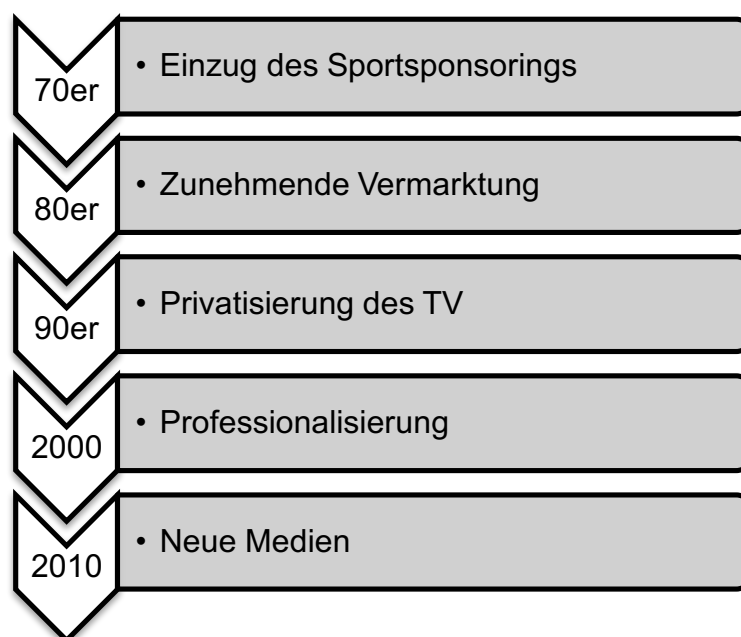 70er
• Einzug des Sportsponsorings
80er
• Zunehmende Vermarktung
90er
• Privatisierung des TV
2000
• Professionalisierung
2010
• Neue Medien